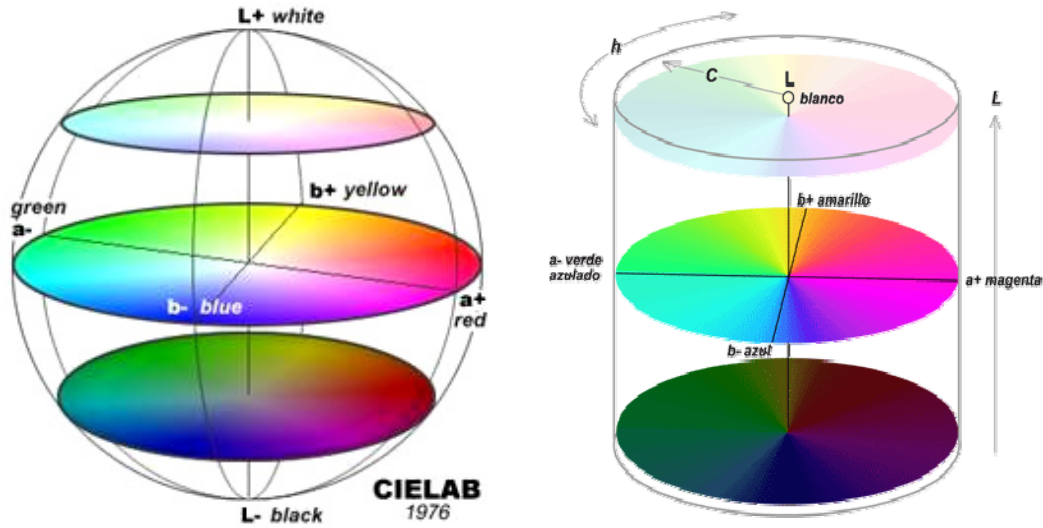 L+ white
b+ yellow
green
a-
b- blue
a+
red
CIELAB
1976
L- black
h
C
L
blanco
L
b+ amarillo
a- verde
azulado
a+ magenta
b- azul